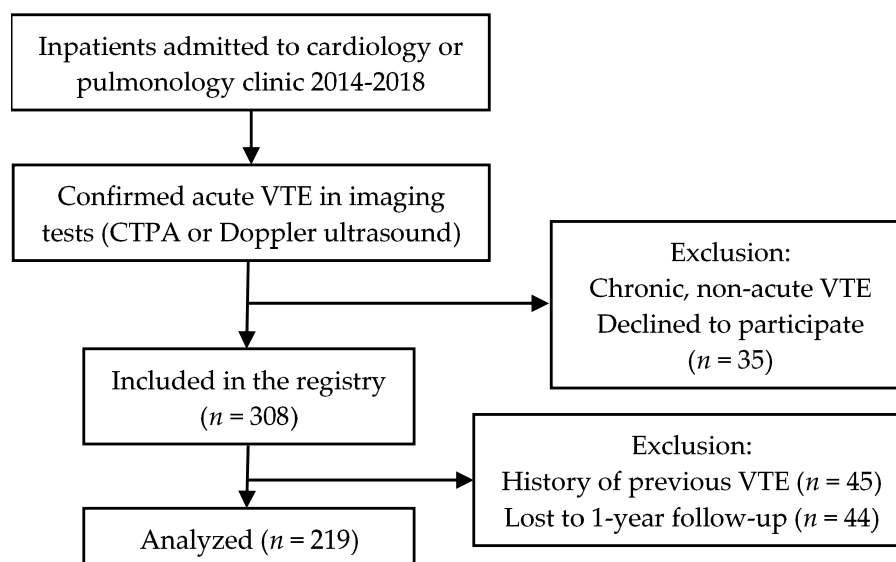 Inpatients admitted to cardiology or
pulmonology clinic 2014-2018
Confirmed acute VTE in imaging
tests (CTPA or Doppler ultrasound)
Exclusion:
Chronic, non-acute VTE
Declined to participate
(n = 35)
Included in the registry
(n = 308)
Exclusion:
History of previous VTE (n = 45)
Lost to 1-year follow-up (n = 44)
Analyzed (n = 219)